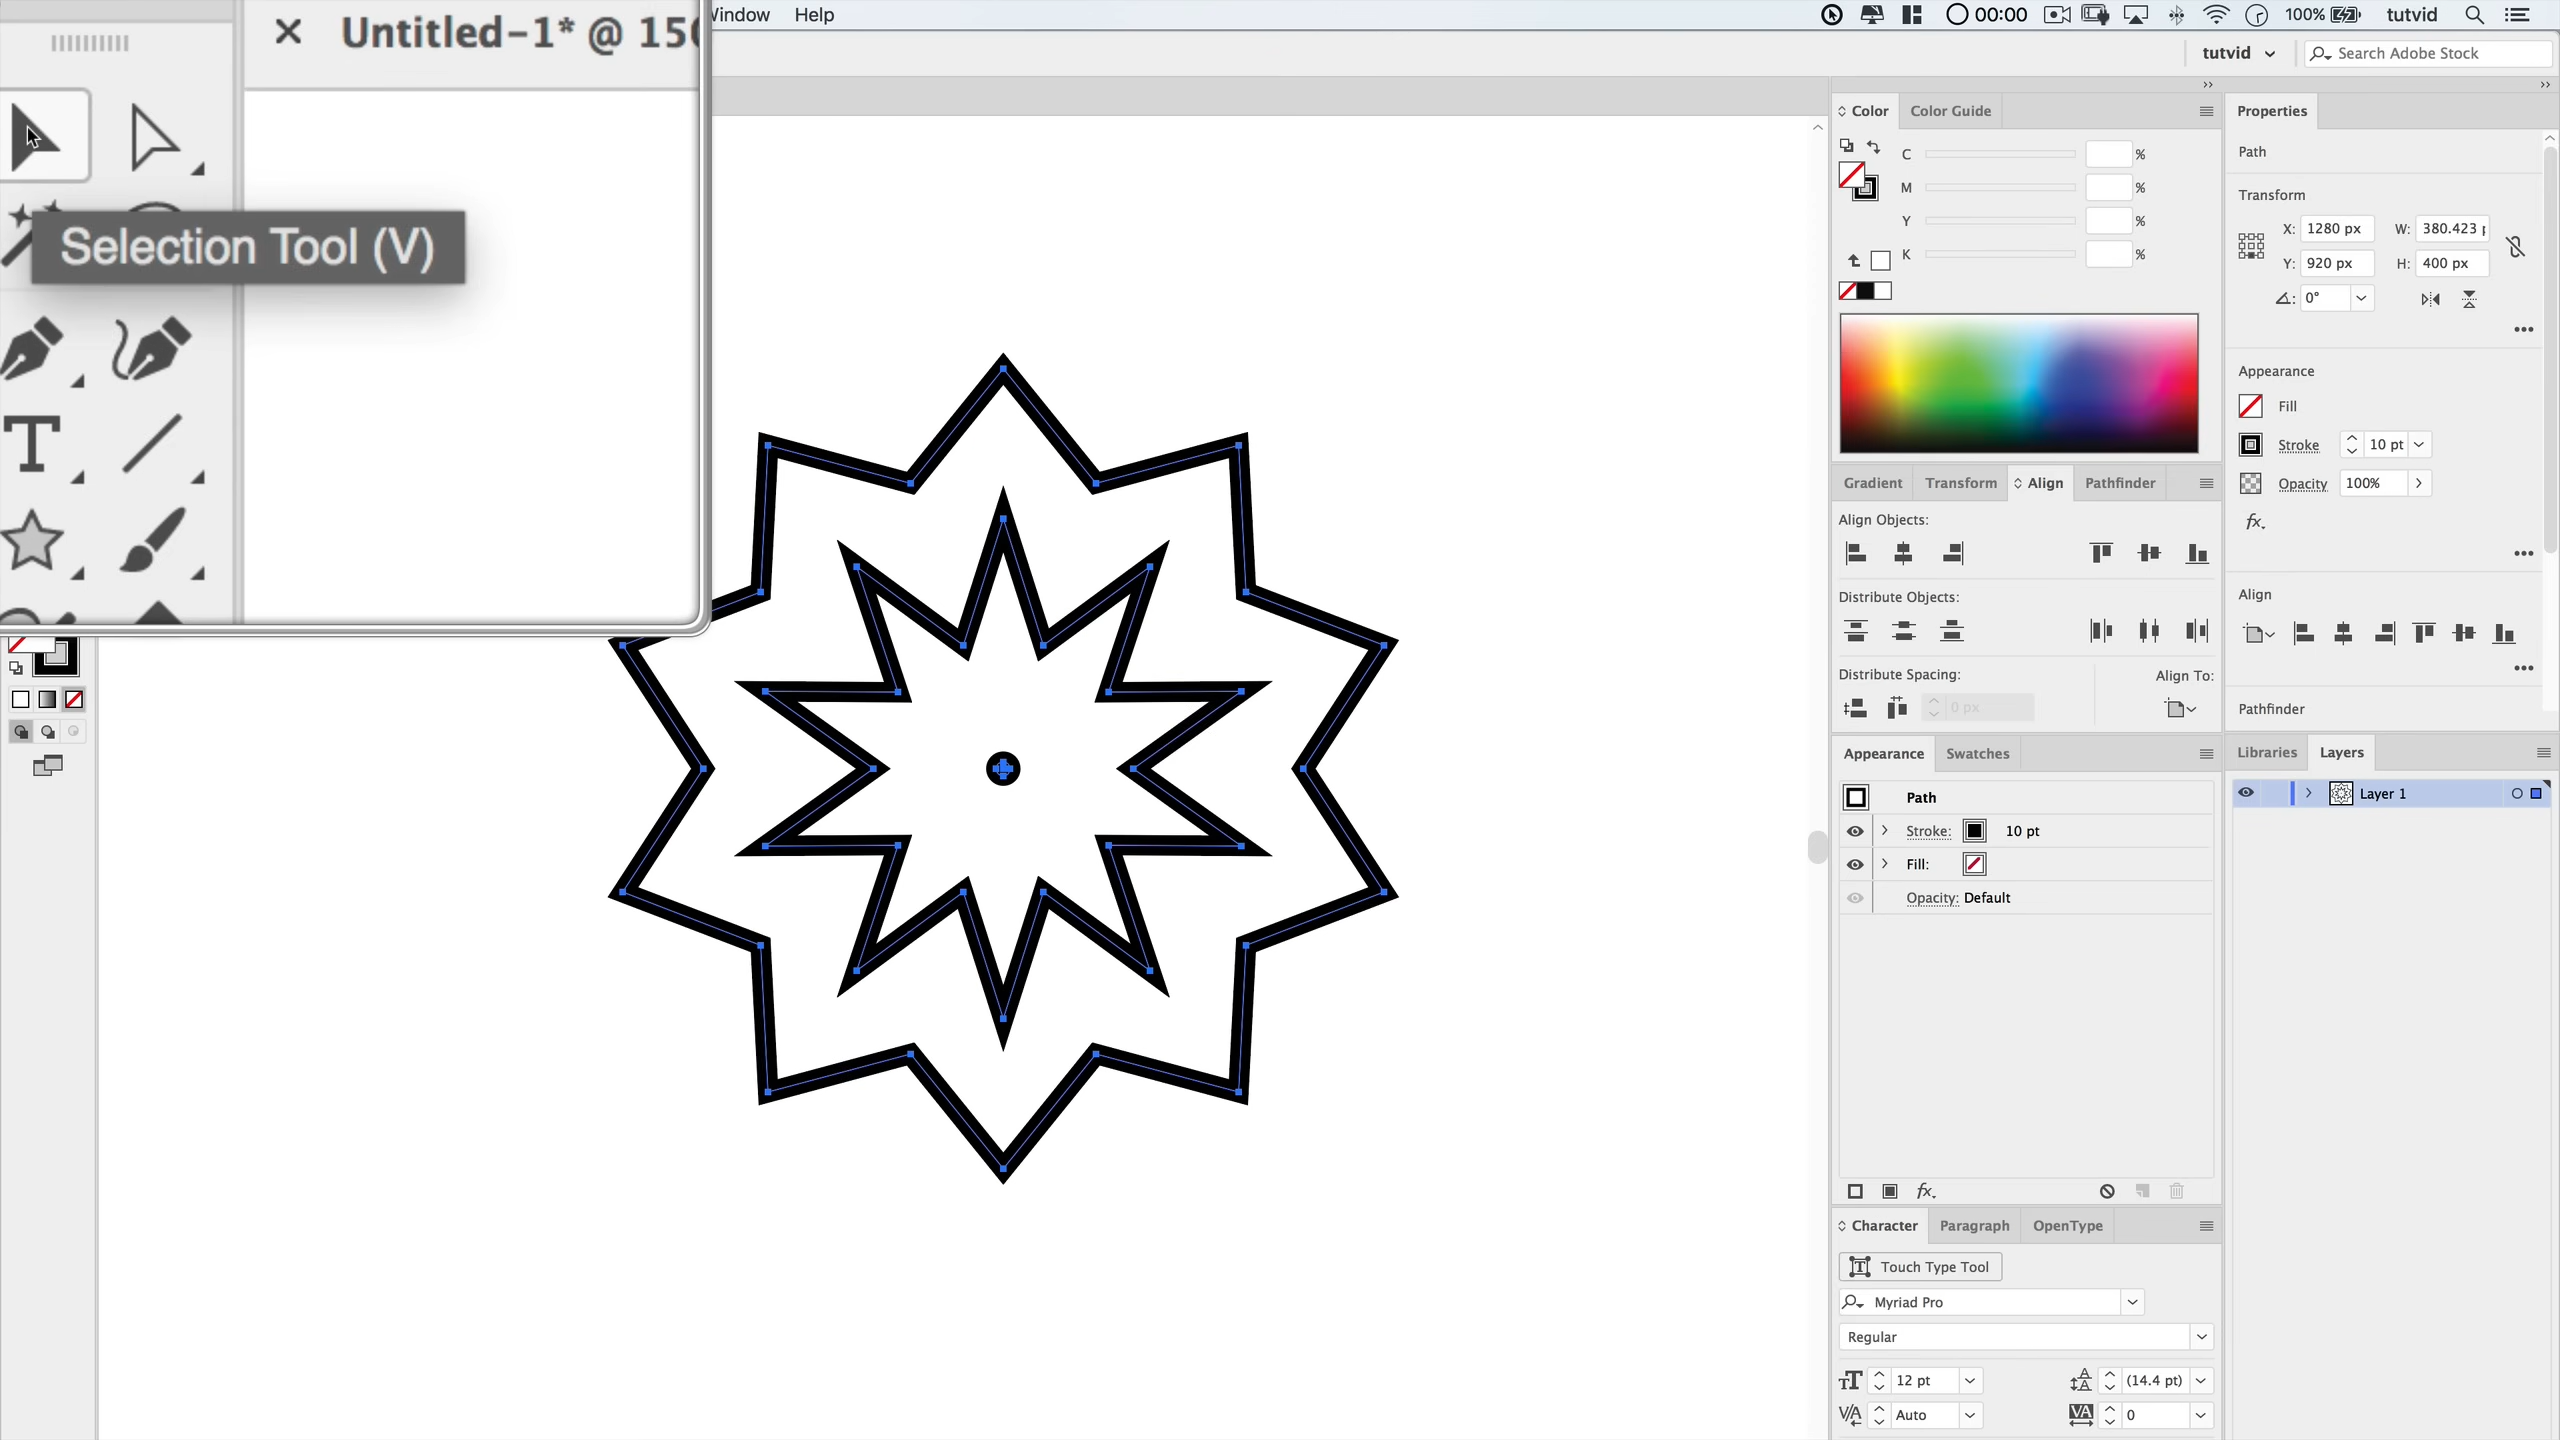 Window Help 00:00 100% tutvid
× Untitled-1* @ 150
tutvid Search Adobe Stock
Selection Tool (V)
Color Color Guide
C %
M %
Y %
K %
Gradient Transform Align Pathfinder
Align Objects:
Distribute Objects:
Distribute Spacing: Align To:
0 px
Appearance Swatches
Path
Stroke: 10 pt
Fill:
Opacity: Default
fx.
Character Paragraph OpenType
Touch Type Tool
Myriad Pro
Regular
12 pt (14.4 pt)
Auto 0
Properties
Path
Transform
X: 1280 px W: 380.423 p
Y: 920 px H: 400 px
0°
Appearance
Fill
Stroke 10 pt
Opacity 100%
fx.
Align
Pathfinder
Libraries Layers
Layer 1